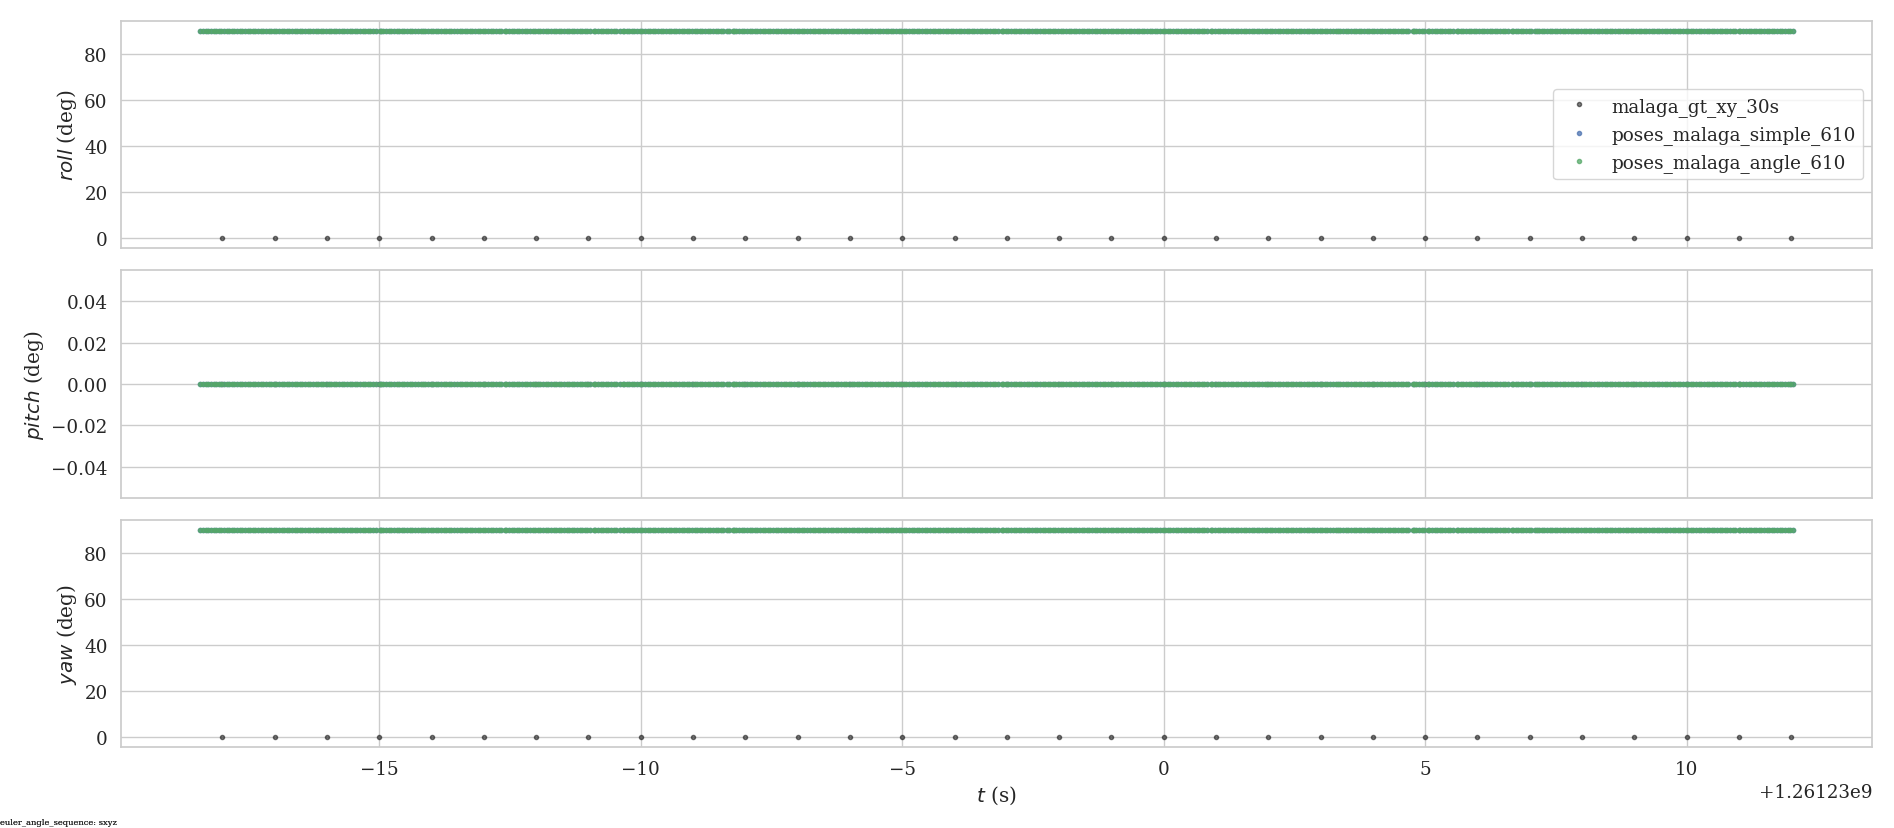 80
60
40
20
0
roll (deg)
malaga_gt_xy_30s
poses_malaga_simple_610
poses_malaga_angle_610
0.04
0.02
0.00
−0.02
−0.04
pitch (deg)
80
60
40
20
0
yaw (deg)
−15 −10 −5 0 5 10
t (s)
+1.26123e9
euler_angle_sequence: sxyz